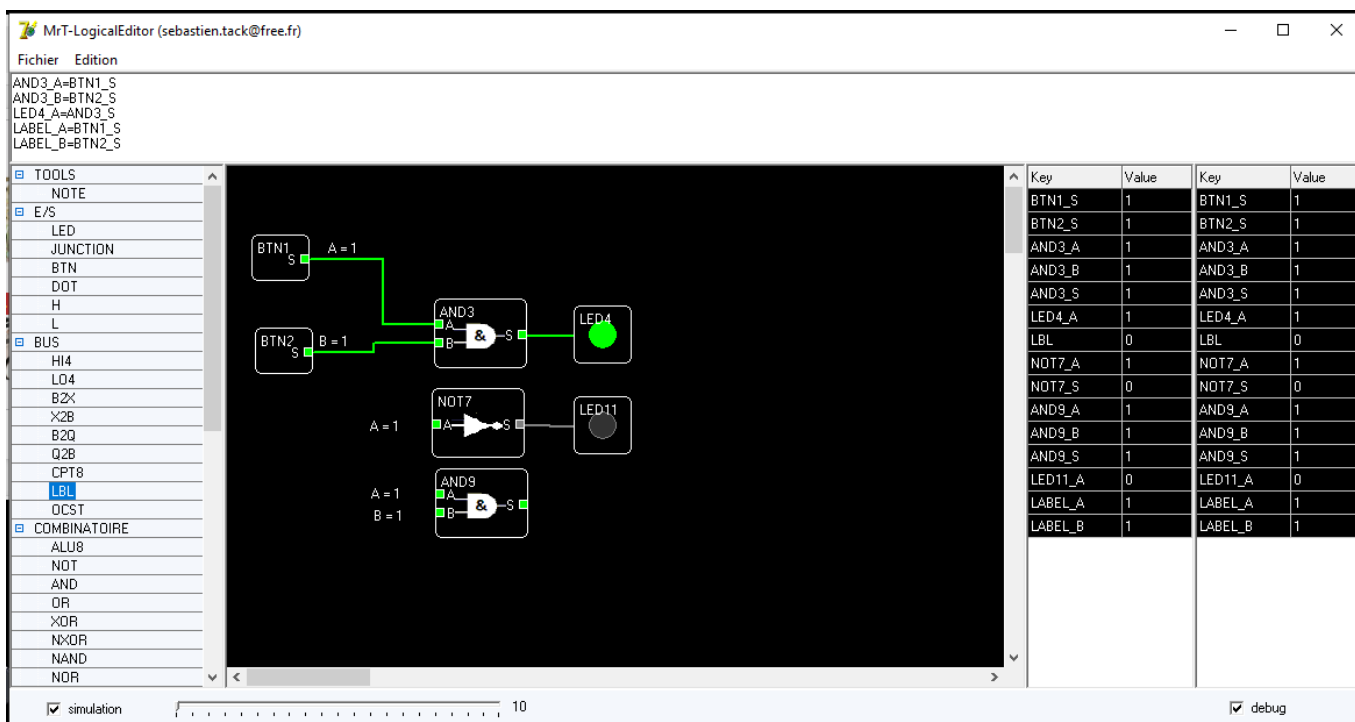 MrT-LogicalEditor (sebastien.tack@free.fr)
Fichier Edition
AND3_A=BTN1_S
AND3_B=BTN2_S
LED4_A=AND3_S
LABEL_A=BTN1_S
LABEL_B=BTN2_S
TOOLS
NOTE
E/S
LED
JUNCTION
BTN
DOT
H
L
BUS
HI4
LO4
B2X
X2B
B2Q
Q2B
CPT8
LBL
OCST
COMBINATOIRE
ALU8
NOT
AND
OR
XOR
NXOR
NAND
NOR
BTN1
S
A = 1
BTN2
S
B = 1
AND3
A
B
&
S
LED4
A = 1
NOT7
A
S
LED11
A = 1
B = 1
AND9
A
B
&
S
Key Value Key Value
BTN1_S 1 BTN1_S 1
BTN2_S 1 BTN2_S 1
AND3_A 1 AND3_A 1
AND3_B 1 AND3_B 1
AND3_S 1 AND3_S 1
LED4_A 1 LED4_A 1
LBL 0 LBL 0
NOT7_A 1 NOT7_A 1
NOT7_S 0 NOT7_S 0
AND9_A 1 AND9_A 1
AND9_B 1 AND9_B 1
AND9_S 1 AND9_S 1
LED11_A 0 LED11_A 0
LABEL_A 1 LABEL_A 1
LABEL_B 1 LABEL_B 1
simulation 10 debug